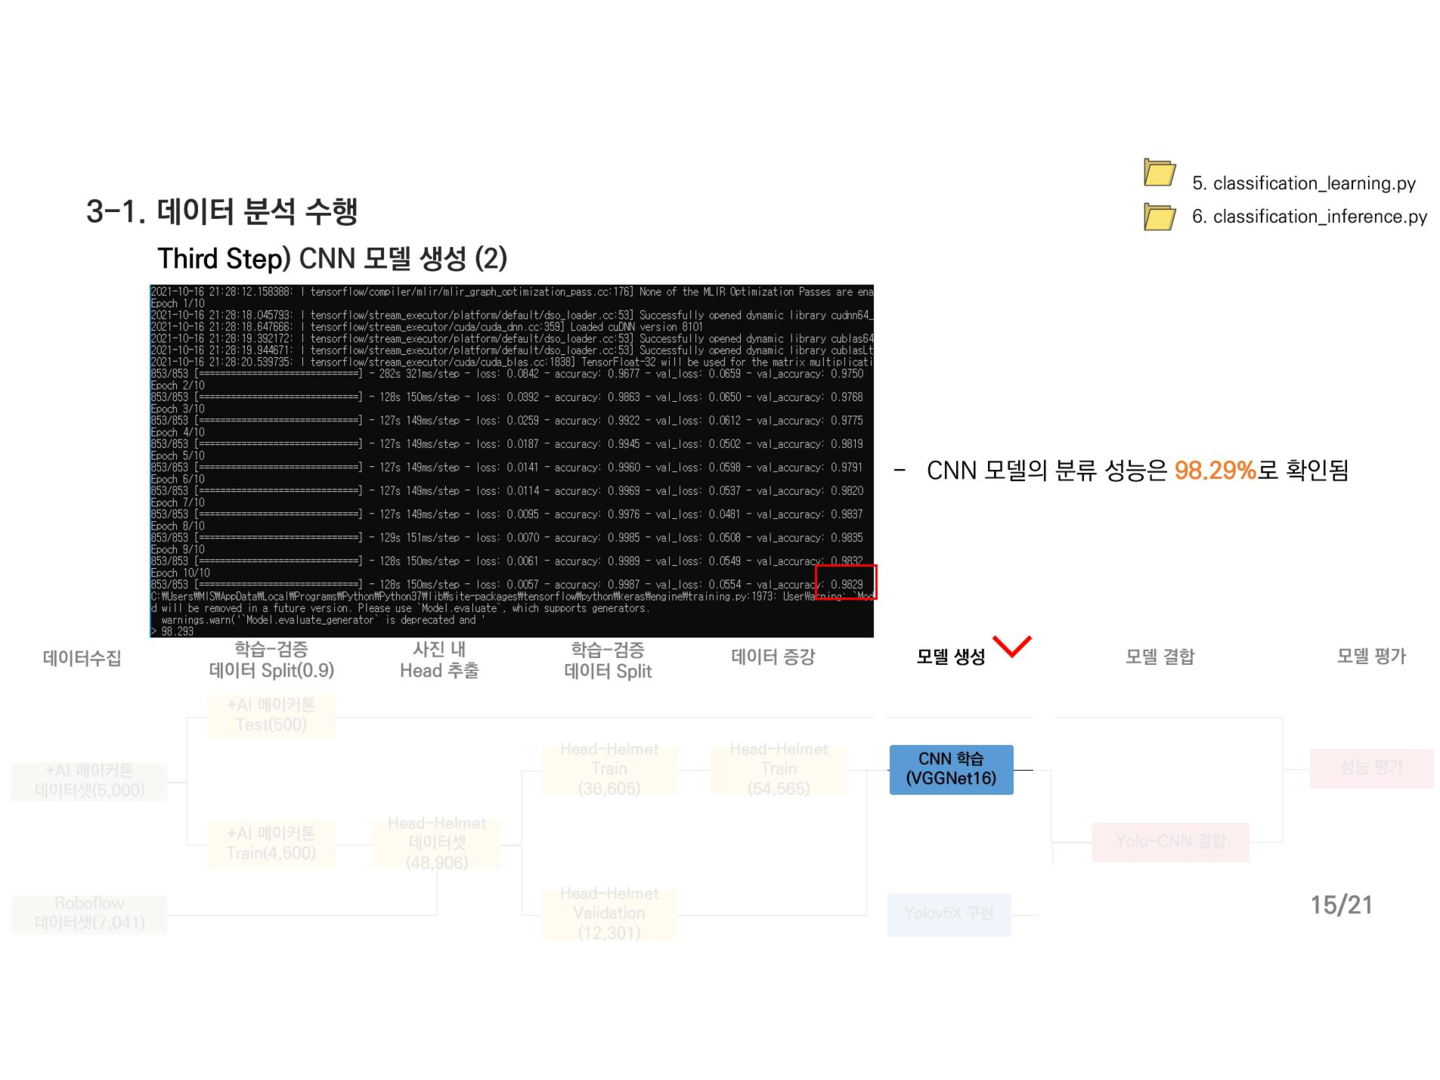 5. classification_learning.py
6. classification_inference.py
3-1. 데이터 분석 수행
Third Step) CNN 모델 생성 (2)
2021-10-16 21:28:12.158388: I tensorflow/compiler/mlir/mlir_graph_optimization_pass.cc:176] None of the MLIR Optimization Passes are ena
Epoch 1/10
2021-10-16 21:28:18.045793: I tensorflow/stream_executor/platform/default/dso_loader.cc:53] Successfully opened dynamic library cudnn64_
2021-10-16 21:28:18.647666: I tensorflow/stream_executor/cuda/cuda_dnn.cc:359] Loaded cuDNN version 8101
2021-10-16 21:28:19.392172: I tensorflow/stream_executor/platform/default/dso_loader.cc:53] Successfully opened dynamic library cublas64
2021-10-16 21:28:19.944671: I tensorflow/stream_executor/platform/default/dso_loader.cc:53] Successfully opened dynamic library cublasLt
2021-10-16 21:28:20.539735: I tensorflow/stream_executor/cuda/cuda_blas.cc:1838] TensorFloat-32 will be used for the matrix multiplicati
853/853 [==============================] - 282s 321ms/step - loss: 0.0842 - accuracy: 0.9677 - val_loss: 0.0659 - val_accuracy: 0.9750
Epoch 2/10
853/853 [==============================] - 128s 150ms/step - loss: 0.0392 - accuracy: 0.9863 - val_loss: 0.0650 - val_accuracy: 0.9768
Epoch 3/10
853/853 [==============================] - 127s 149ms/step - loss: 0.0259 - accuracy: 0.9922 - val_loss: 0.0612 - val_accuracy: 0.9775
Epoch 4/10
853/853 [==============================] - 127s 149ms/step - loss: 0.0187 - accuracy: 0.9945 - val_loss: 0.0502 - val_accuracy: 0.9819
Epoch 5/10
853/853 [==============================] - 127s 149ms/step - loss: 0.0141 - accuracy: 0.9960 - val_loss: 0.0598 - val_accuracy: 0.9791
Epoch 6/10
853/853 [==============================] - 127s 149ms/step - loss: 0.0114 - accuracy: 0.9969 - val_loss: 0.0537 - val_accuracy: 0.9820
Epoch 7/10
853/853 [==============================] - 127s 149ms/step - loss: 0.0095 - accuracy: 0.9976 - val_loss: 0.0481 - val_accuracy: 0.9837
Epoch 8/10
853/853 [==============================] - 129s 151ms/step - loss: 0.0070 - accuracy: 0.9985 - val_loss: 0.0508 - val_accuracy: 0.9835
Epoch 9/10
853/853 [==============================] - 128s 150ms/step - loss: 0.0061 - accuracy: 0.9989 - val_loss: 0.0549 - val_accuracy: 0.9832
Epoch 10/10
853/853 [==============================] - 128s 150ms/step - loss: 0.0057 - accuracy: 0.9987 - val_loss: 0.0554 - val_accuracy: 0.9829
C:₩Users₩MIS₩AppData₩Local₩Programs₩Python₩Python37₩lib₩site-packages₩tensorflow₩python₩keras₩engine₩training.py:1973: UserWarning: `Mod
d will be removed in a future version. Please use `Model.evaluate`, which supports generators.
warnings.warn('`Model.evaluate_generator` is deprecated and '
> 98.293
- CNN 모델의 분류 성능은 98.29%로 확인됨
데이터수집
학습-검증
데이터 Split(0.9)
사진 내
Head 추출
학습-검증
데이터 Split
데이터 증강
모델 생성
모델 결합
모델 평가
+AI 메이커톤
Test(500)
+AI 메이커톤
데이터셋(5,000)
+AI 메이커톤
Train(4,500)
Head-Helmet
데이터셋
(48,906)
Head-Helmet
Train
(36,605)
Head-Helmet
Train
(54,565)
CNN 학습
(VGGNet16)
성능 평가
Yolo-CNN 결합
Roboflow
데이터셋(7,041)
Head-Helmet
Validation
(12,301)
Yolov5X 구현
15/21